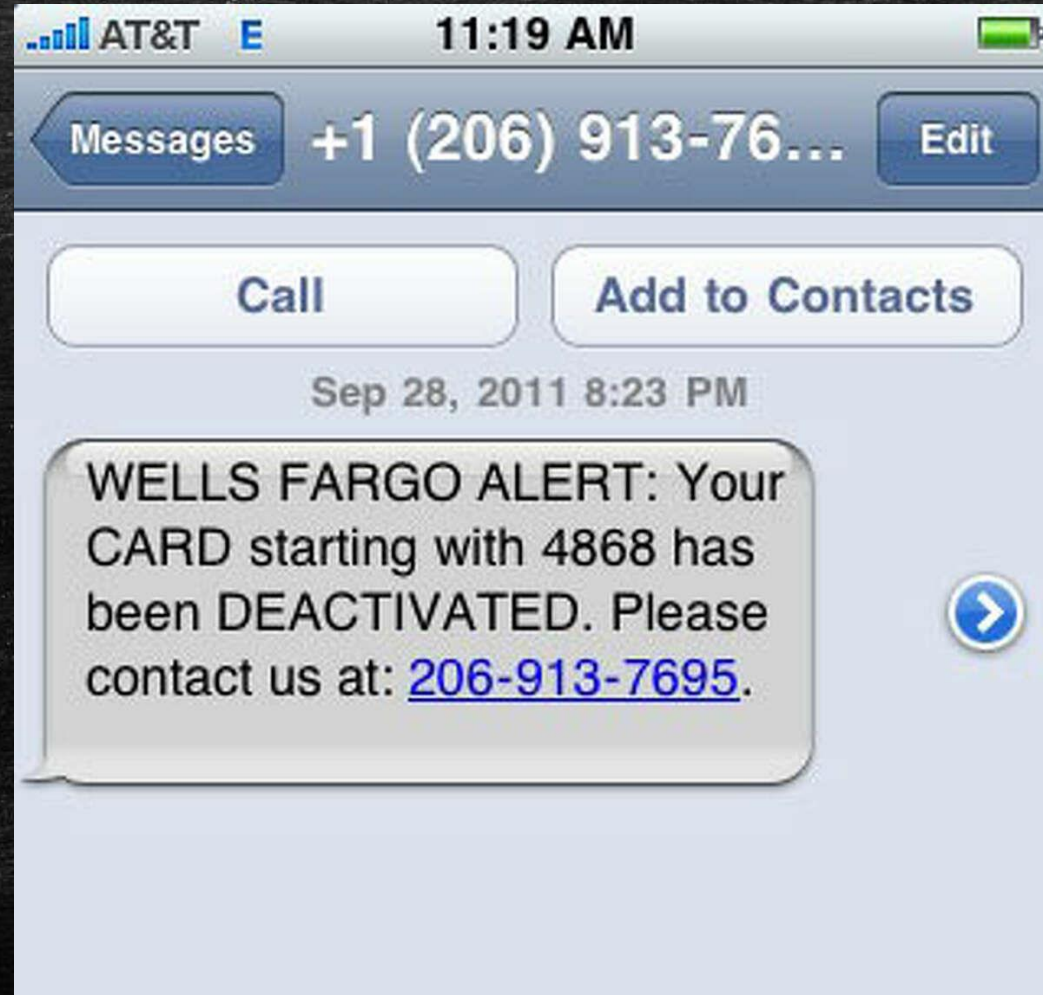 AT&T E 11:19 AM
Messages +1 (206) 913-76... Edit
Call Add to Contacts
Sep 28, 2011 8:23 PM
WELLS FARGO ALERT: Your
CARD starting with 4868 has
been DEACTIVATED. Please
contact us at: 206-913-7695.